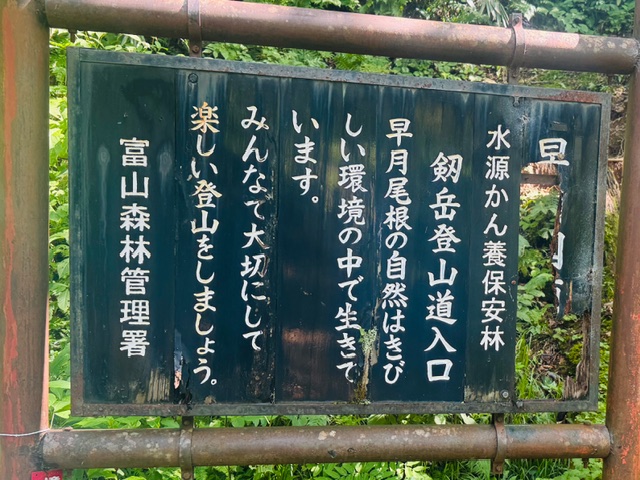 早月
水源かん養保安林
剱岳登山道入口
早月尾根の自然はきび
しい環境の中で生きて
います。
みんなで大切にして
楽しい登山をしましょう。
富山森林管理署